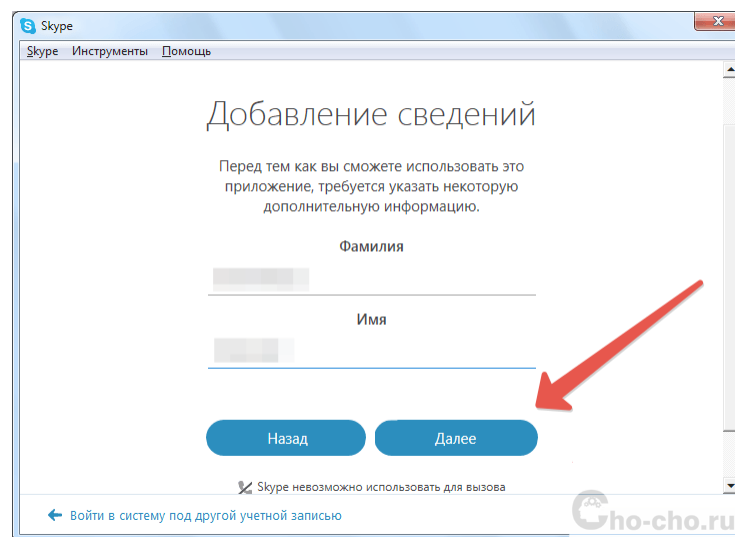 Skype
Skype Инструменты Помощь
Добавление сведений
Перед тем как вы сможете использовать это
приложение, требуется указать некоторую
дополнительную информацию.
Фамилия
Имя
Назад Далее
Skype невозможно использовать для вызова
Войти в систему под другой учетной записью
Cho-cho.ru